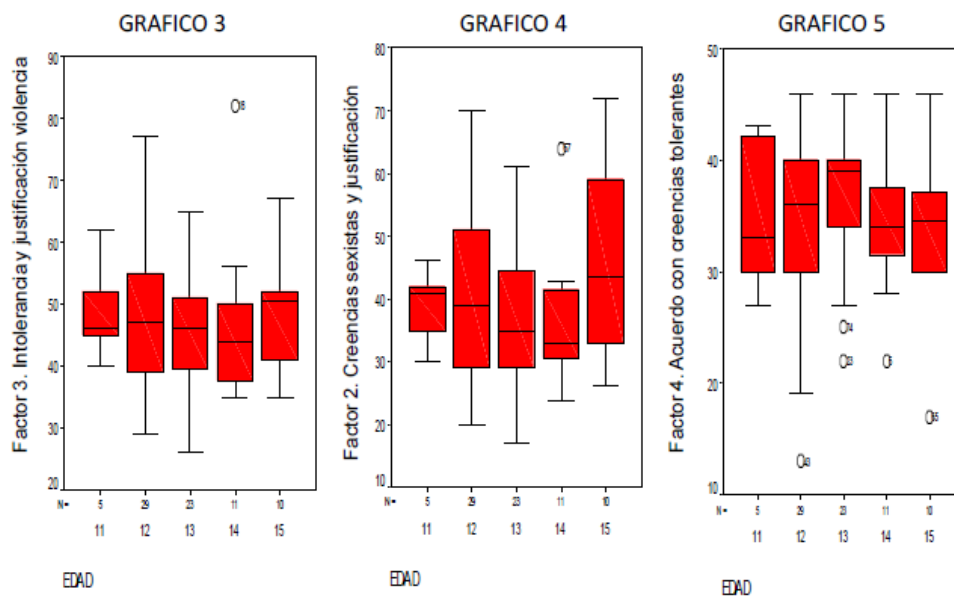 GRAFICO 3
Factor 3. Intolerancia y justificación violencia
90
80
70
60
50
40
30
20
N =
5 29 23 11 10
11 12 13 14 15
EDAD
GRAFICO 4
Factor 2. Creencias sexistas y justificación
80
70
60
50
40
30
20
10
N =
5 29 23 11 10
11 12 13 14 15
EDAD
GRAFICO 5
Factor 4. Acuerdo con creencias tolerantes
50
40
30
20
10
N =
5 29 23 11 10
11 12 13 14 15
EDAD